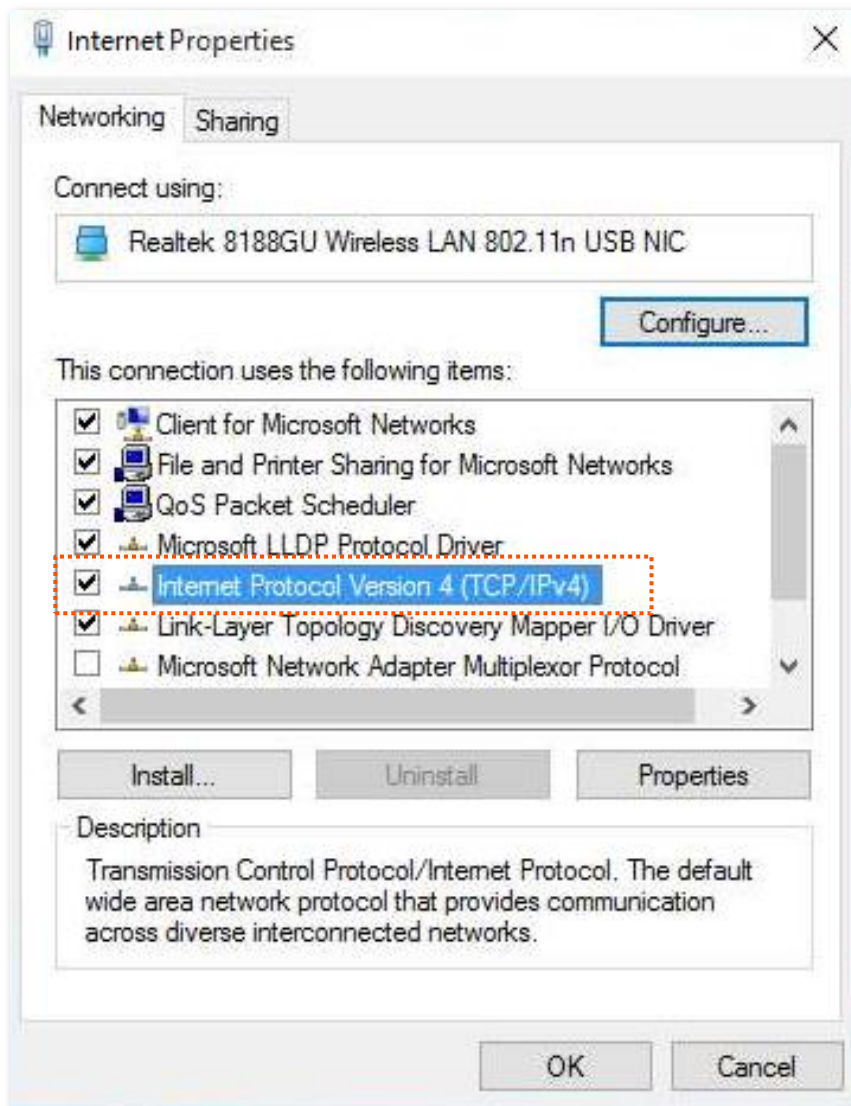 Internet Properties
Networking
Sharing
Connect using:
Realtek 8188GU Wireless LAN 802.11n USB NIC
Configure...
This connection uses the following items:
Client for Microsoft Networks
File and Printer Sharing for Microsoft Networks
QoS Packet Scheduler
Microsoft LLDP Protocol Driver
Internet Protocol Version 4 (TCP/IPv4)
Link-Layer Topology Discovery Mapper I/O Driver
Microsoft Network Adapter Multiplexor Protocol
Install...
Uninstall
Properties
Description
Transmission Control Protocol/Internet Protocol. The default
wide area network protocol that provides communication
across diverse interconnected networks.
OK
Cancel